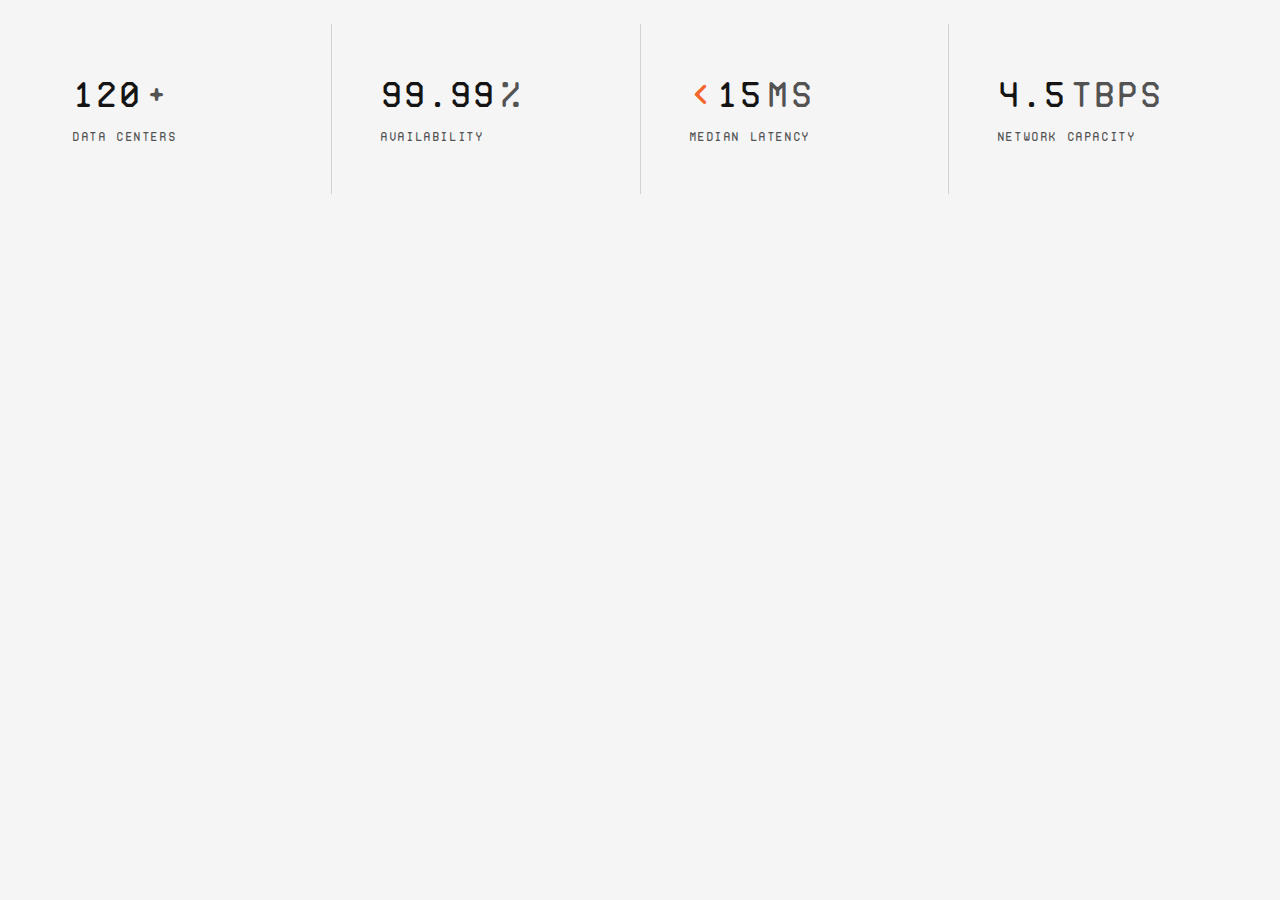 120+
DATA CENTERS
99.99%
AVAILABILITY
<15MS
MEDIAN LATENCY
4.5TBPS
NETWORK CAPACITY